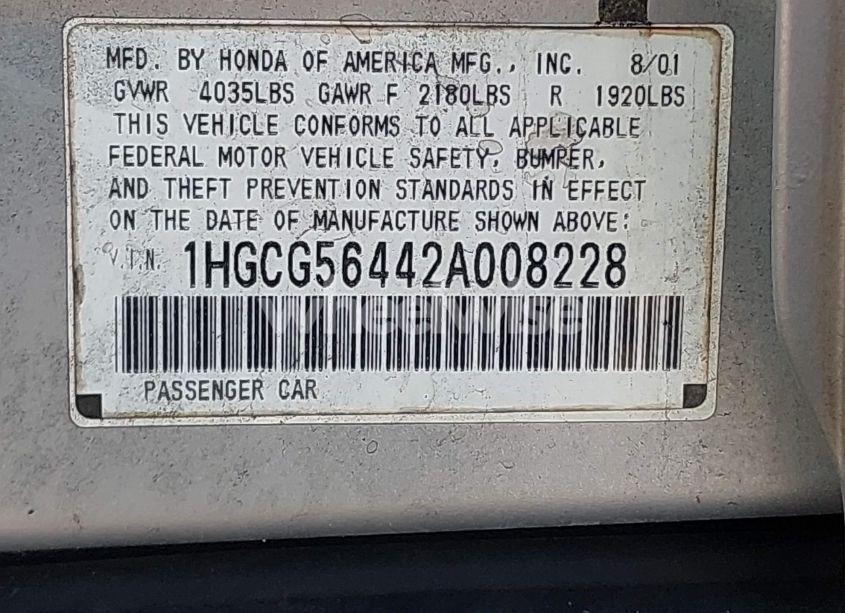 MFD. BY HONDA OF AMERICA MFG., INC. 8/01
GVWR 4035LBS GAWR F 2180LBS R 1920LBS
THIS VEHICLE CONFORMS TO ALL APPLICABLE
FEDERAL MOTOR VEHICLE SAFETY, BUMPER,
AND THEFT PREVENTION STANDARDS IN EFFECT
ON THE DATE OF MANUFACTURE SHOWN ABOVE:
V.I.N. 1HGCG56442A008228
WheelWise
PASSENGER CAR